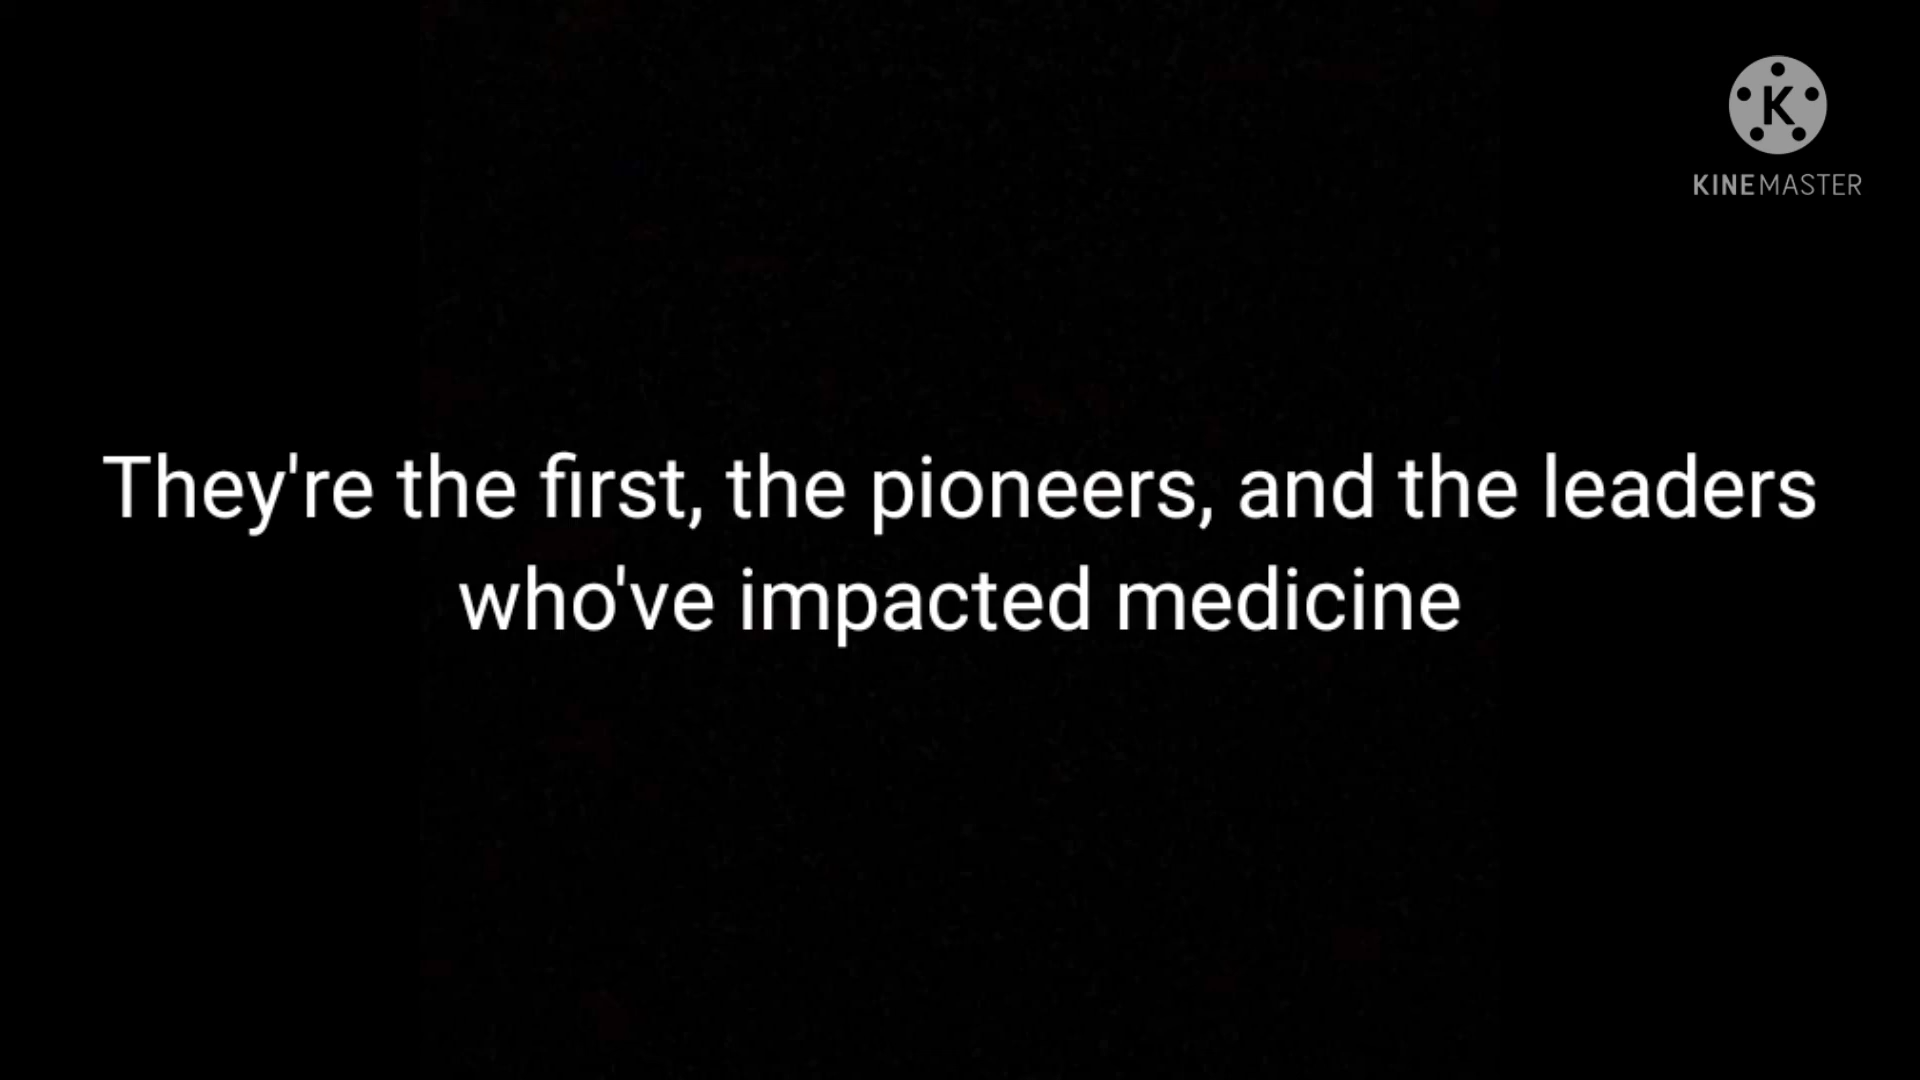 K
KINEMASTER
They're the first, the pioneers, and the leaders
who've impacted medicine